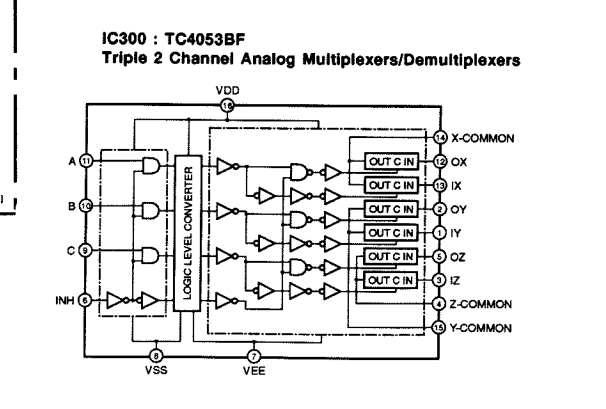 IC300 : TC4053BF
Triple 2 Channel Analog Multiplexers/Demultiplexers
VDD
16
14 X-COMMON
A 11
OUT C IN 12 OX
OUT C IN 13 IX
B 10
OUT C IN 2 OY
OUT C IN 1 IY
C 9
OUT C IN 5 OZ
OUT C IN 3 IZ
LOGIC LEVEL CONVERTER
INH 6
4 Z-COMMON
15 Y-COMMON
8
VSS
7
VEE